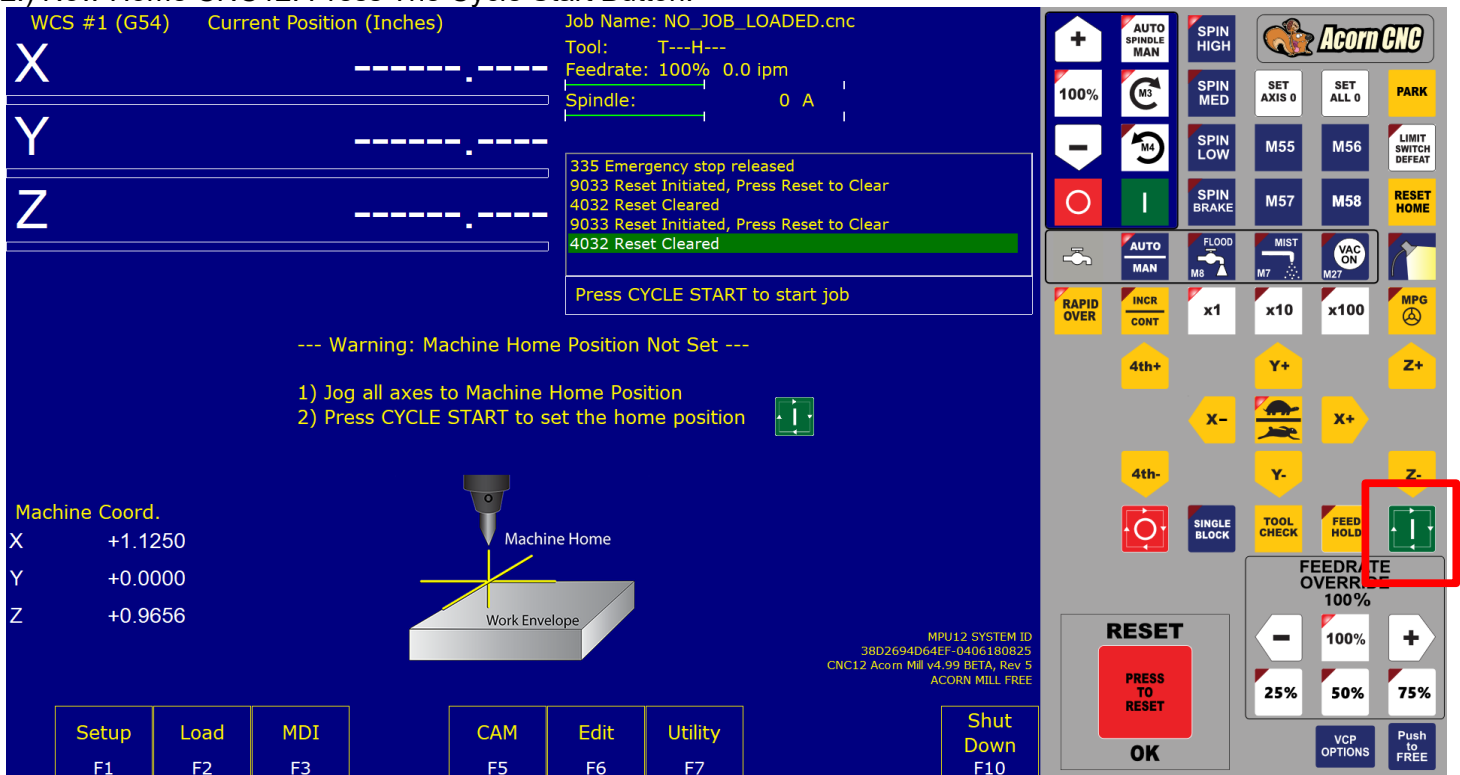 2.) Now Home CNC12: Press The Cycle Start Button.
WCS #1 (G54) Current Position (Inches)
X ------.----
Y ------.----
Z ------.----
Job Name: NO_JOB_LOADED.cnc
Tool: T---H---
Feedrate: 100% 0.0 ipm
Spindle: 0 A
335 Emergency stop released
9033 Reset Initiated, Press Reset to Clear
4032 Reset Cleared
9033 Reset Initiated, Press Reset to Clear
4032 Reset Cleared
Press CYCLE START to start job
--- Warning: Machine Home Position Not Set ---
1) Jog all axes to Machine Home Position
2) Press CYCLE START to set the home position
Machine Coord.
X +1.1250
Y +0.0000
Z +0.9656
Machine Home
Work Envelope
MPU12 SYSTEM ID
38D2694D64EF-0406180825
CNC12 Acorn Mill v4.99 BETA, Rev 5
ACORN MILL FREE
Setup
F1
Load
F2
MDI
F3
CAM
F5
Edit
F6
Utility
F7
Shut
Down
F10
+
AUTO
SPINDLE
MAN
SPIN
HIGH
Acorn CNC
100%
M3
SPIN
MED
SET
AXIS 0
SET
ALL 0
PARK
-
M4
SPIN
LOW
M55
M56
LIMIT
SWITCH
DEFEAT
SPIN
BRAKE
M57
M58
RESET
HOME
AUTO
MAN
FLOOD
M8
MIST
M7
VAC
ON
M27
RAPID
OVER
INCR
CONT
x1
x10
x100
MPG
4th+
Y+
Z+
X-
X+
4th-
Y-
Z-
SINGLE
BLOCK
TOOL
CHECK
FEED
HOLD
FEEDRATE
OVERRIDE
100%
-
100%
+
25%
50%
75%
RESET
PRESS
TO
RESET
OK
VCP
OPTIONS
Push
to
FREE